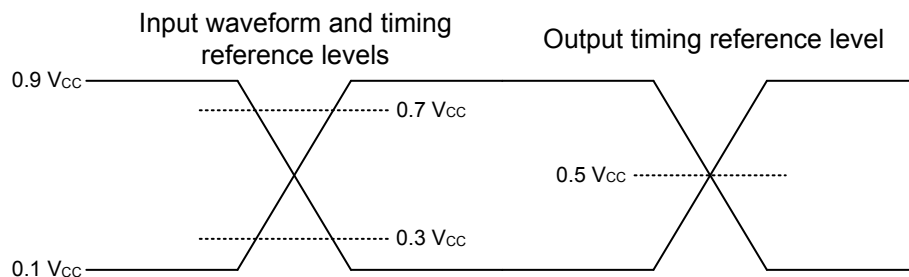 Input waveform and timing
reference levels
Output timing reference level
0.9 VCC
0.7 VCC
0.5 VCC
0.3 VCC
0.1 VCC